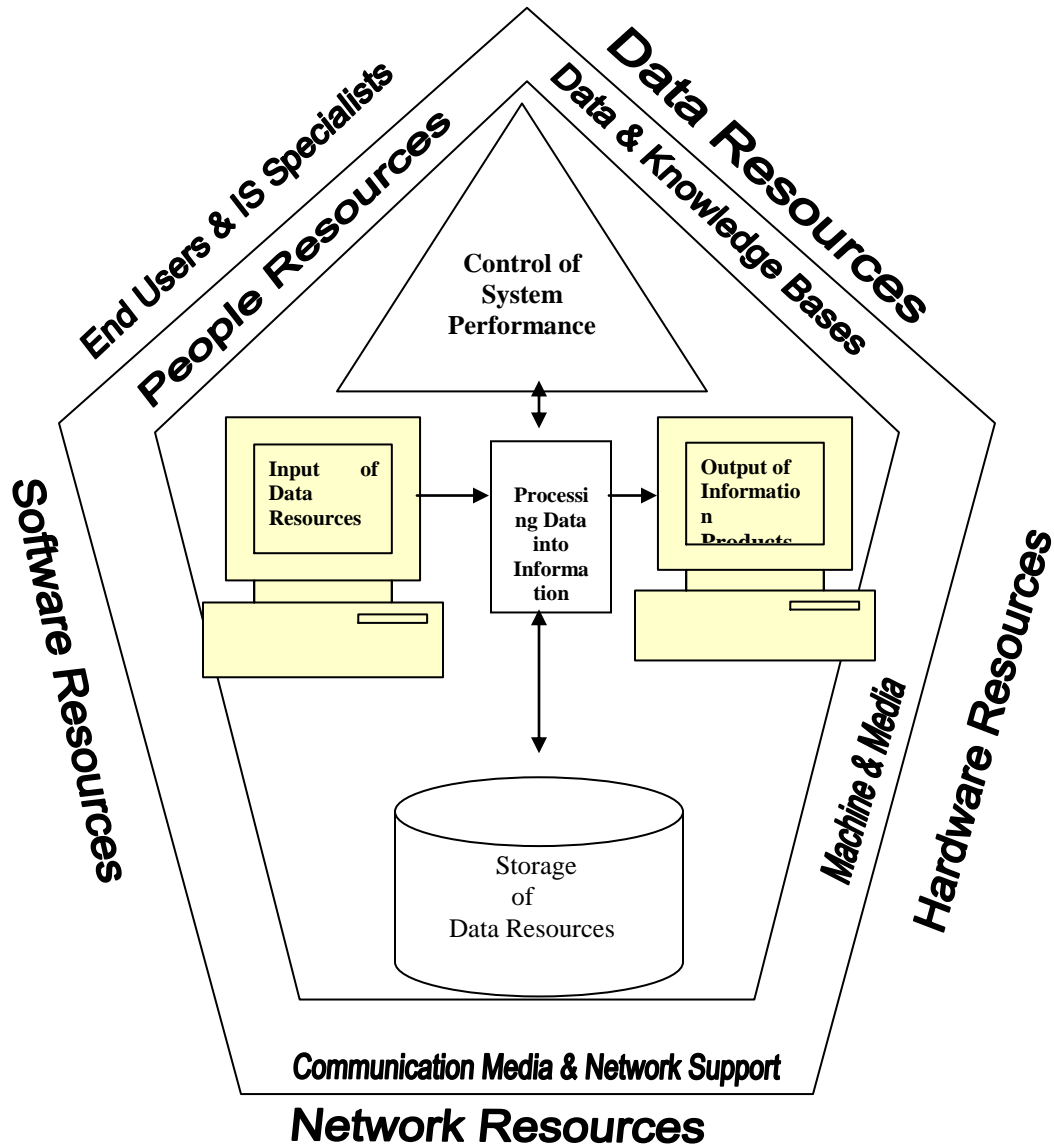 Data Resources
Data & Knowledge Bases
End Users & IS Specialists
People Resources
Control of
System
Performance
Input of
Data
Resources
Processi
ng Data
into
Informa
tion
Output of
Informatio
n
Products
Software Resources
Hardware Resources
Machine & Media
Storage
of
Data Resources
Communication Media & Network Support
Network Resources